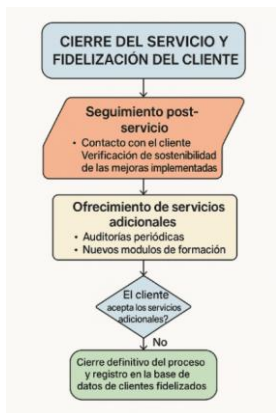 CIERRE DEL SERVICIO Y
FIDELIZACIÓN DEL CLIENTE
Seguimiento post-
servicio
• Contacto con el cliente
Verificación de sostenibilidad
de las mejoras implementadas
Ofrecimiento de servicios
adicionales
• Auditorías periódicas
• Nuevos modulos de formación
El cliente
acepta los servicios
adicionales?
No
Cierre definitivo del proceso
y registro en la base de
datos de clientes fidelizados